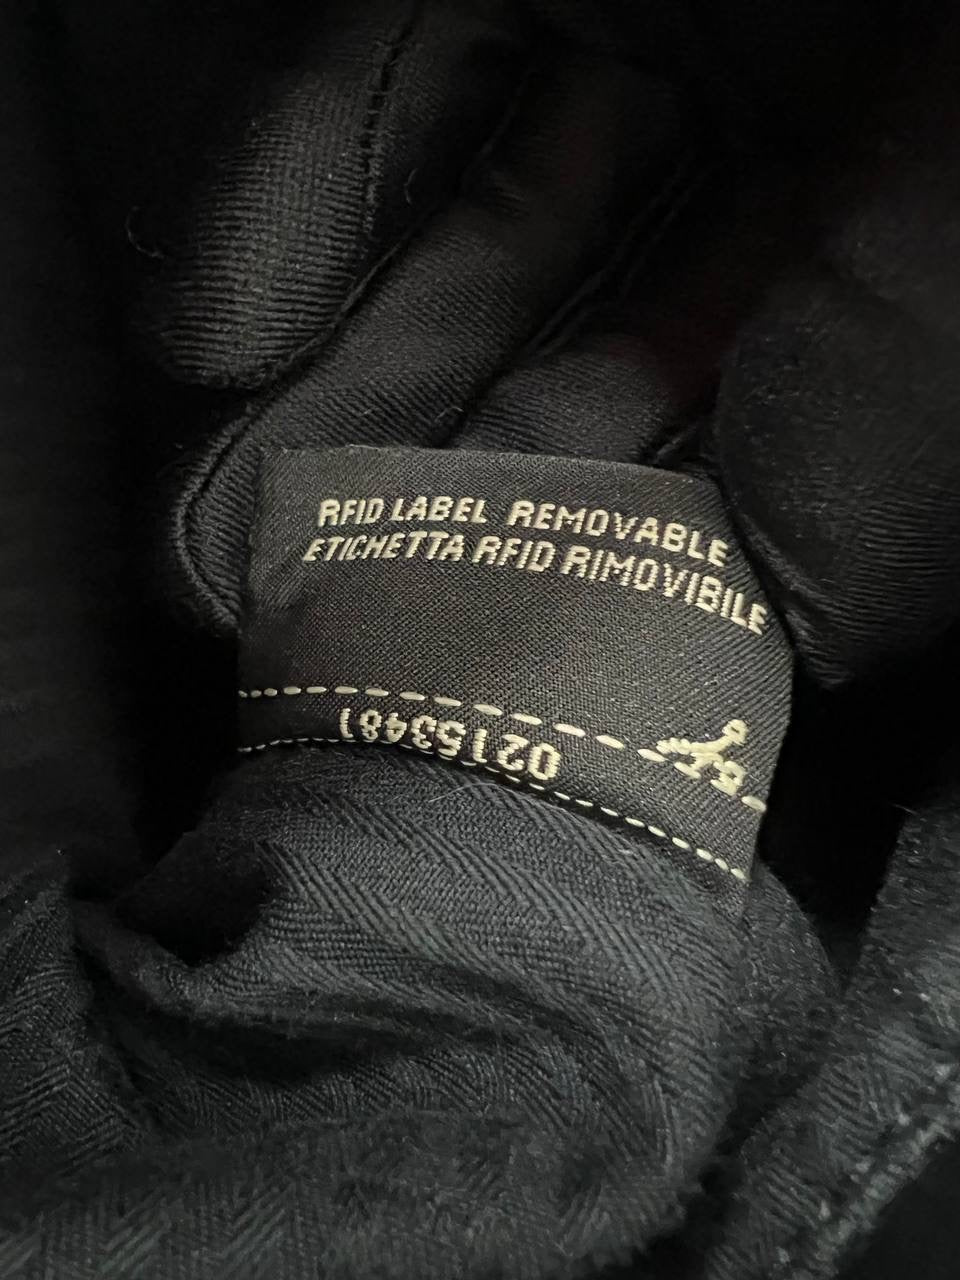 RFID LABEL REMOVABLE
ETICHETTA RFID RIMOVIBILE
02153481